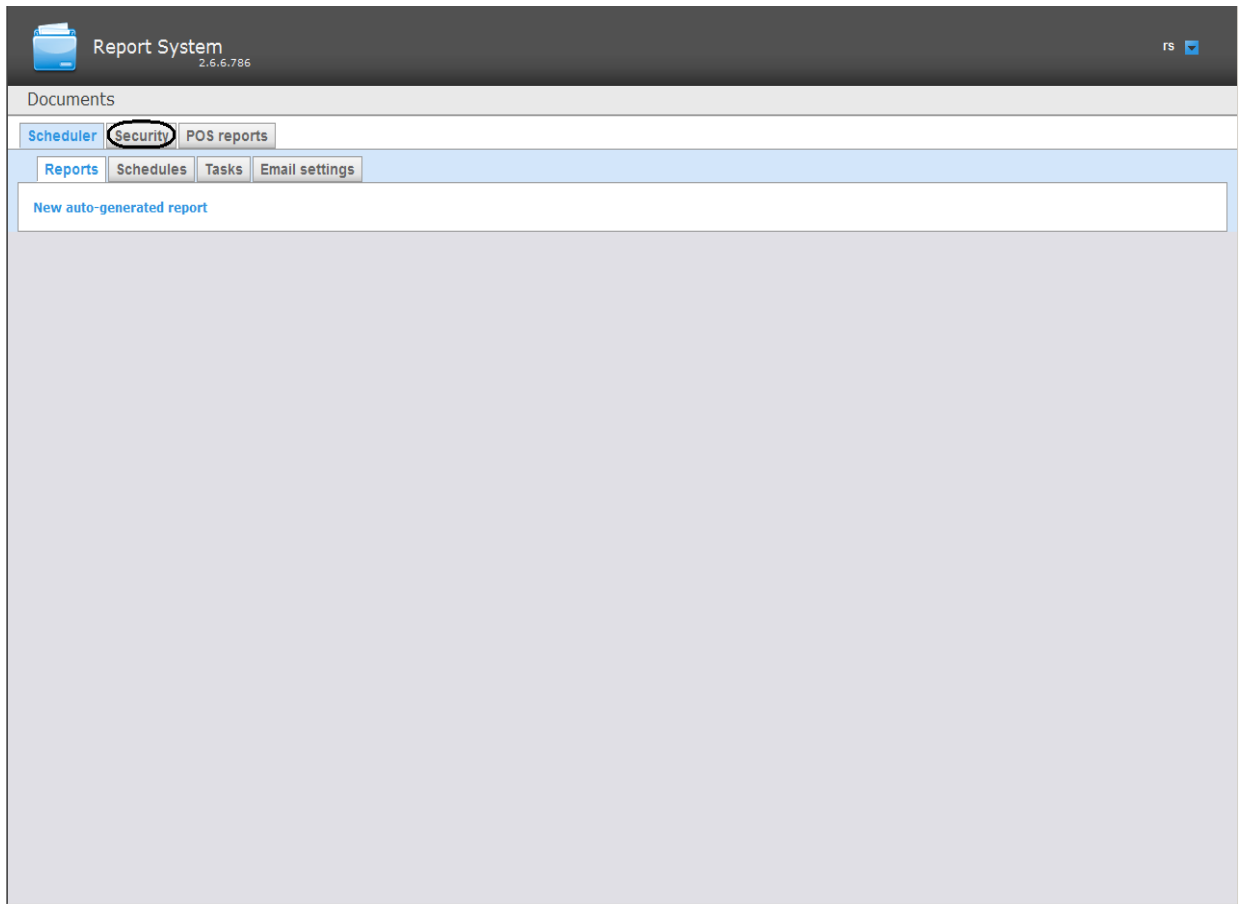 Report System
2.6.6.786
rs
Documents
Scheduler Security POS reports
Reports Schedules Tasks Email settings
New auto-generated report